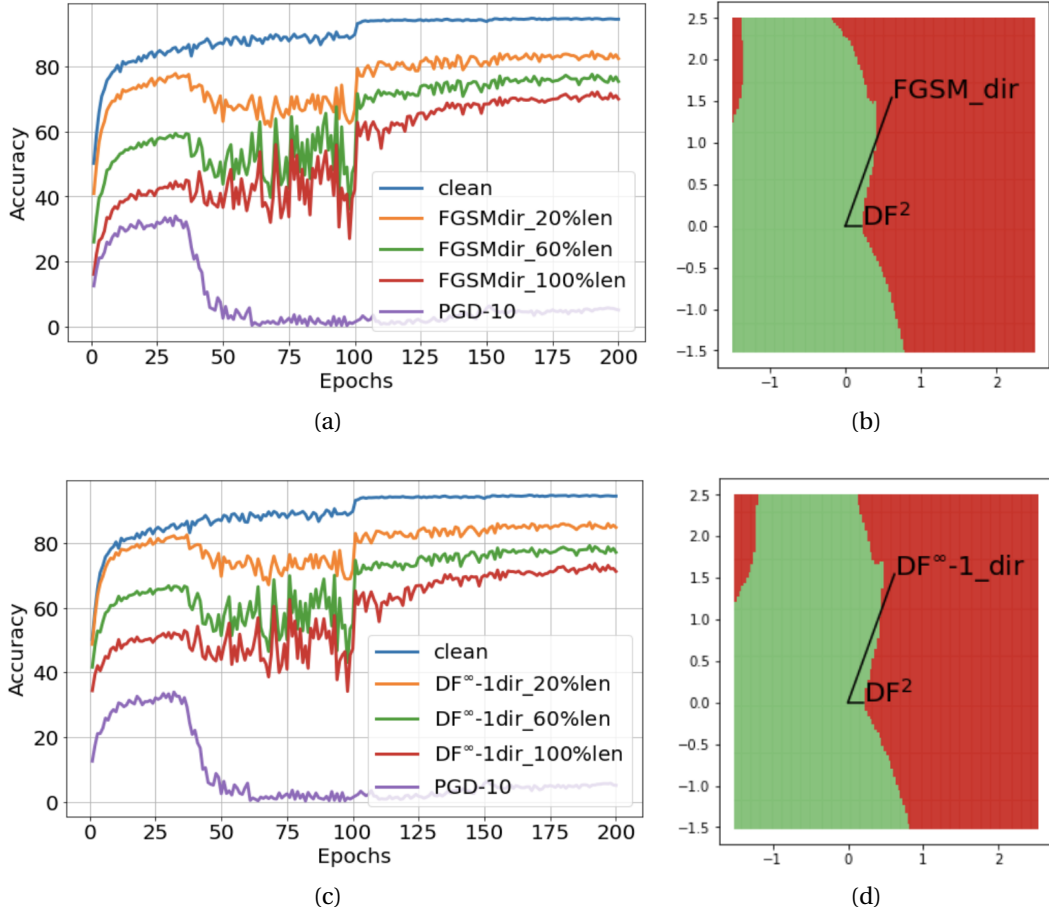 80
60
40
20
0
Accuracy
clean
FGSMdir_20%len
FGSMdir_60%len
FGSMdir_100%len
PGD-10
0 25 50 75 100 125 150 175 200
Epochs
(a)
2.5
2.0
1.5
1.0
0.5
0.0
−0.5
−1.0
−1.5
FGSM_dir
DF²
−1 0 1 2
(b)
80
60
40
20
0
Accuracy
clean
DF∞-1dir_20%len
DF∞-1dir_60%len
DF∞-1dir_100%len
PGD-10
0 25 50 75 100 125 150 175 200
Epochs
(c)
2.5
2.0
1.5
1.0
0.5
0.0
−0.5
−1.0
−1.5
DF∞-1_dir
DF²
−1 0 1 2
(d)